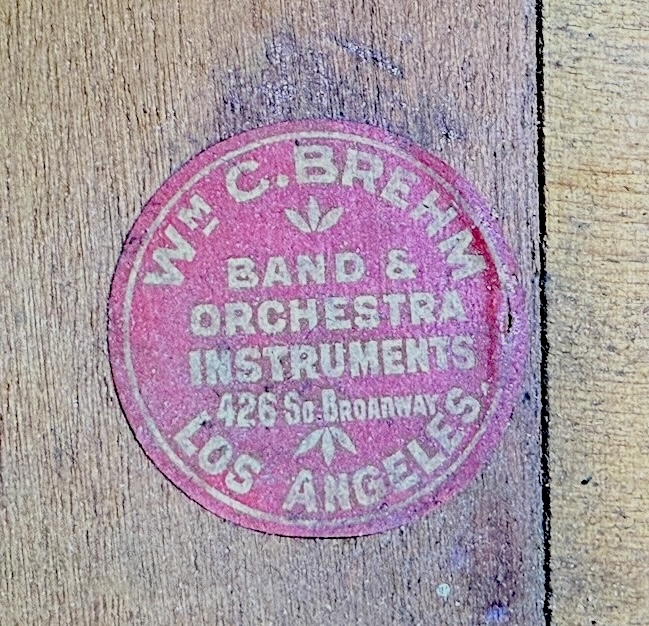 WM C. BREHM
BAND &
ORCHESTRA
INSTRUMENTS
426 SO. BROADWAY
LOS ANGELES.